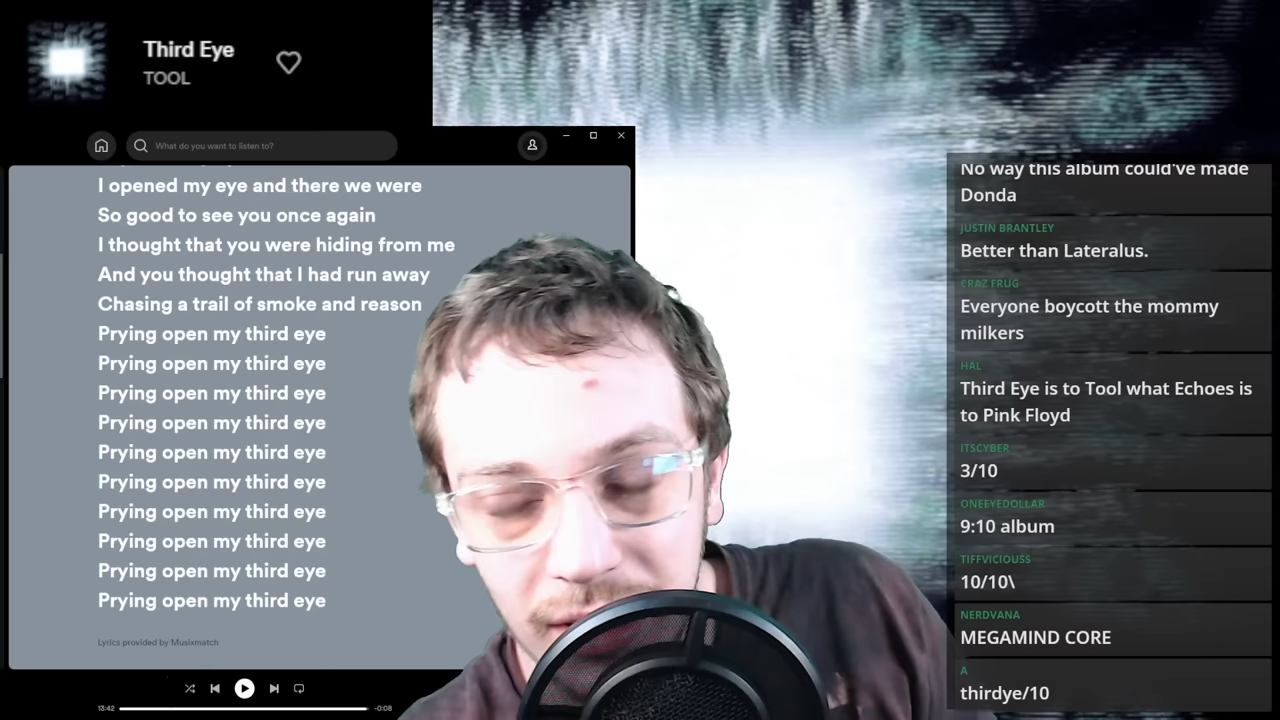 Third Eye
TOOL
What do you want to listen to?
I opened my eye and there we were
So good to see you once again
I thought that you were hiding from me
And you thought that I had run away
Chasing a trail of smoke and reason
Prying open my third eye
Prying open my third eye
Prying open my third eye
Prying open my third eye
Prying open my third eye
Prying open my third eye
Prying open my third eye
Prying open my third eye
Prying open my third eye
Prying open my third eye
Lyrics provided by Musixmatch
13:42
-0:08
No way this album could've made
Donda
JUSTIN BRANTLEY
Better than Lateralus.
CRAZ FRUG
Everyone boycott the mommy
milkers
HAL
Third Eye is to Tool what Echoes is
to Pink Floyd
ITSCYBER
3/10
ONEEYEDOLLAR
9:10 album
TIFFVICIOUSS
10/10\
NERDVANA
MEGAMIND CORE
A
thirdye/10